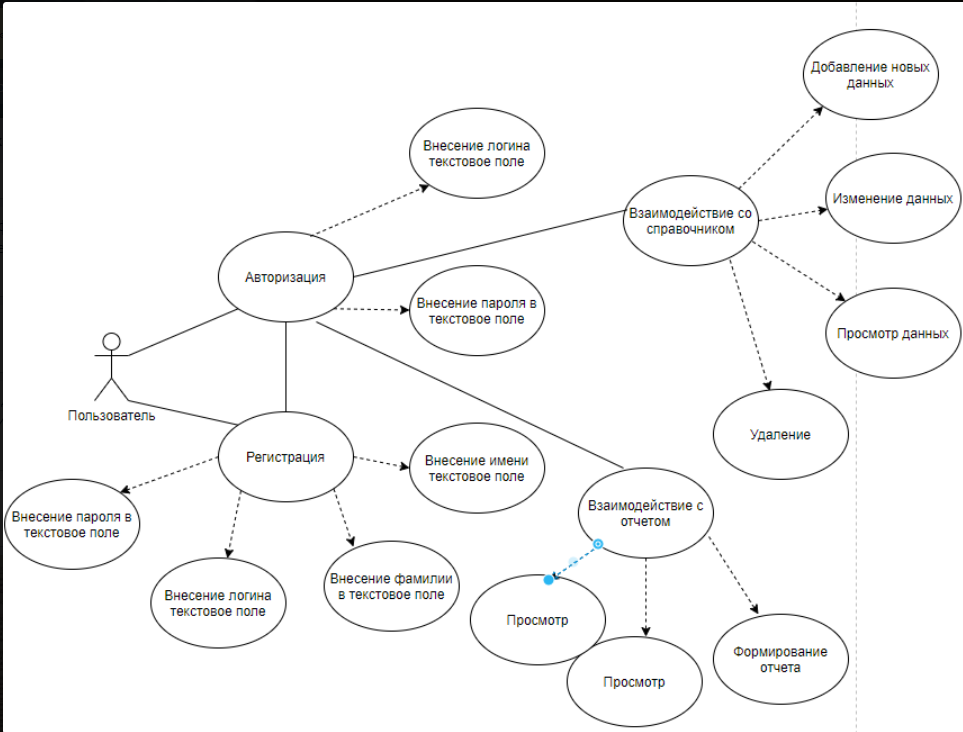 Добавление новых
данных
Внесение логина
текстовое поле
Изменение данных
Взаимодействие со
справочником
Авторизация
Внесение пароля в
текстовое поле
Просмотр данных
Пользователь
Удаление
Регистрация
Внесение имени
текстовое поле
Взаимодействие с
отчетом
Внесение пароля в
текстовое поле
Внесение фамилии
в текстовое поле
Внесение логина
текстовое поле
Просмотр
Формирование
отчета
Просмотр